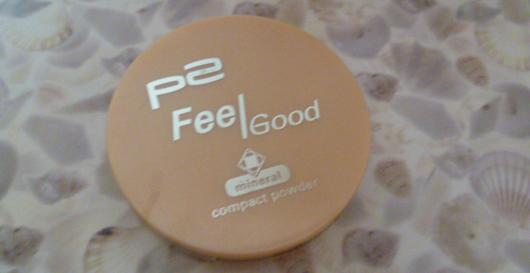 p2
Feel Good
mineral
compact powder